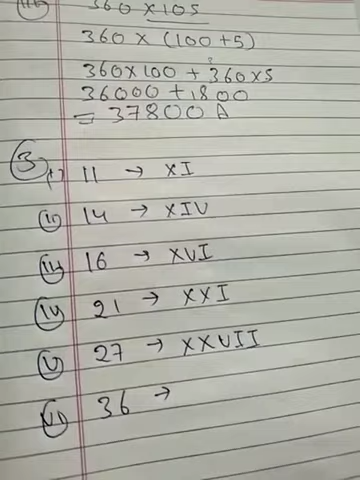 (iii) 360 × 105
360 × (100 + 5)
360 × 100 + 360 × 5
36000 + 1800
= 37800 A
(3)
(i) 11 → XI
(ii) 14 → XIV
(iii) 16 → XVI
(iv) 21 → XXI
(v) 27 → XXVII
(vi) 36 →